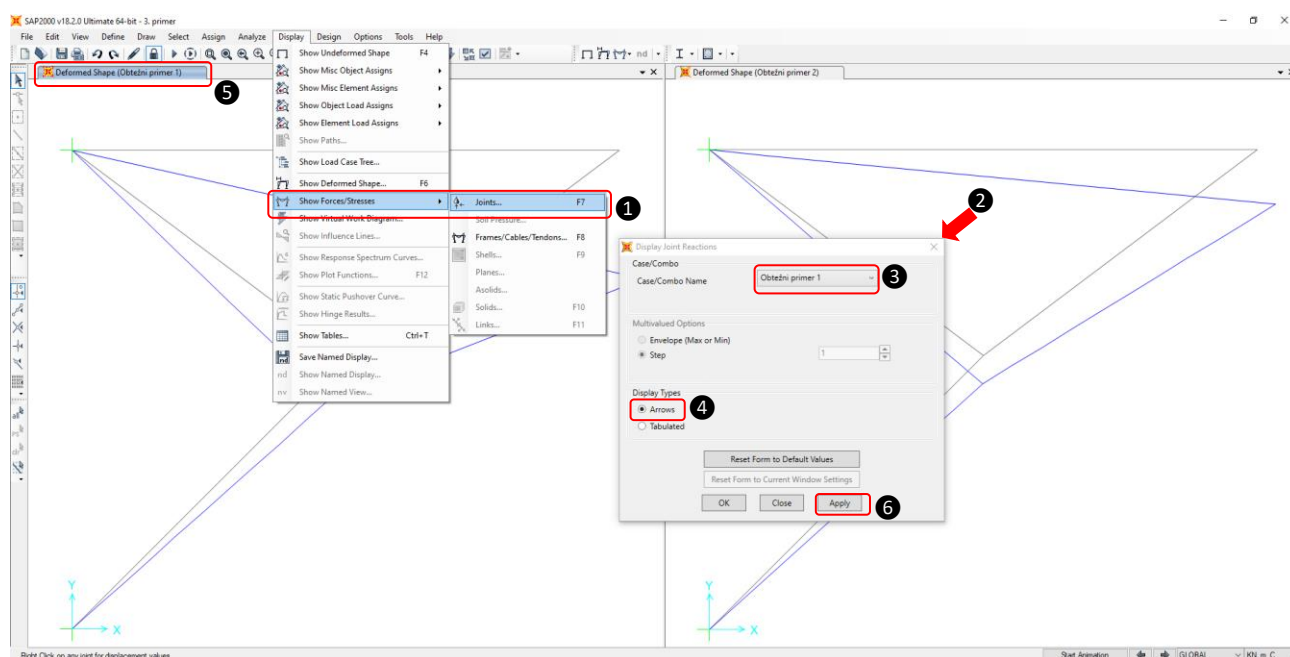 SAP2000 v18.2.0 Ultimate 64-bit - 3. primer
File Edit View Define Draw Select Assign Analyze Display Design Options Tools Help
nd
Deformed Shape (Obtežni primer 1)
5
Show Undeformed Shape F4
Show Misc Object Assigns
Show Misc Element Assigns
Show Object Load Assigns
Show Element Load Assigns
Show Paths...
Show Load Case Tree...
Show Deformed Shape... F6
Show Forces/Stresses
Show Virtual Work Diagram...
Show Influence Lines...
Show Response Spectrum Curves...
Show Plot Functions... F12
Show Static Pushover Curve...
Show Hinge Results...
Show Tables... Ctrl+T
Save Named Display...
nd Show Named Display...
nv Show Named View...
Joints... F7
1
Soil Pressure...
Frames/Cables/Tendons... F8
Shells... F9
Planes...
Asolids...
Solids... F10
Links... F11
Y
X
Deformed Shape (Obtežni primer 2)
2
Display Joint Reactions
Case/Combo
Case/Combo Name Obtežni primer 1
3
Multivalued Options
Envelope (Max or Min)
Step 1
Display Types
Arrows
4
Tabulated
Reset Form to Default Values
Reset Form to Current Window Settings
OK Close Apply
6
Y
X
Right Click on any joint for displacement values
Start Animation GLOBAL KN, m, C